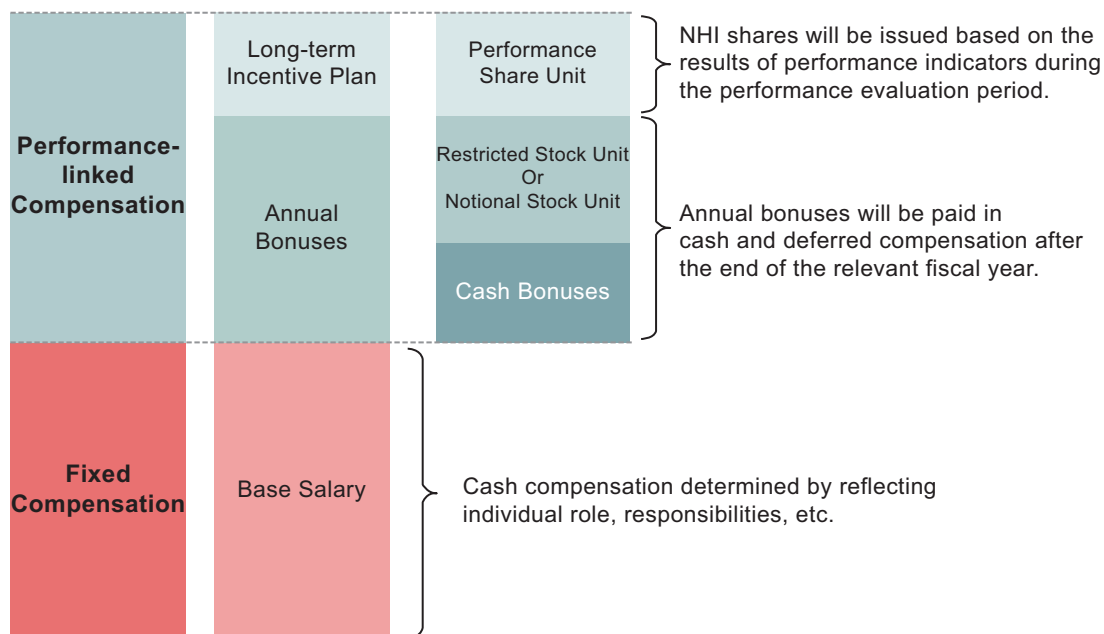 Performance-
linked
Compensation
Long-term
Incentive Plan
Performance
Share Unit
NHI shares will be issued based on the
results of performance indicators during
the performance evaluation period.
Annual
Bonuses
Restricted Stock Unit
Or
Notional Stock Unit
Cash Bonuses
Annual bonuses will be paid in
cash and deferred compensation after
the end of the relevant fiscal year.
Fixed
Compensation
Base Salary
Cash compensation determined by reflecting
individual role, responsibilities, etc.